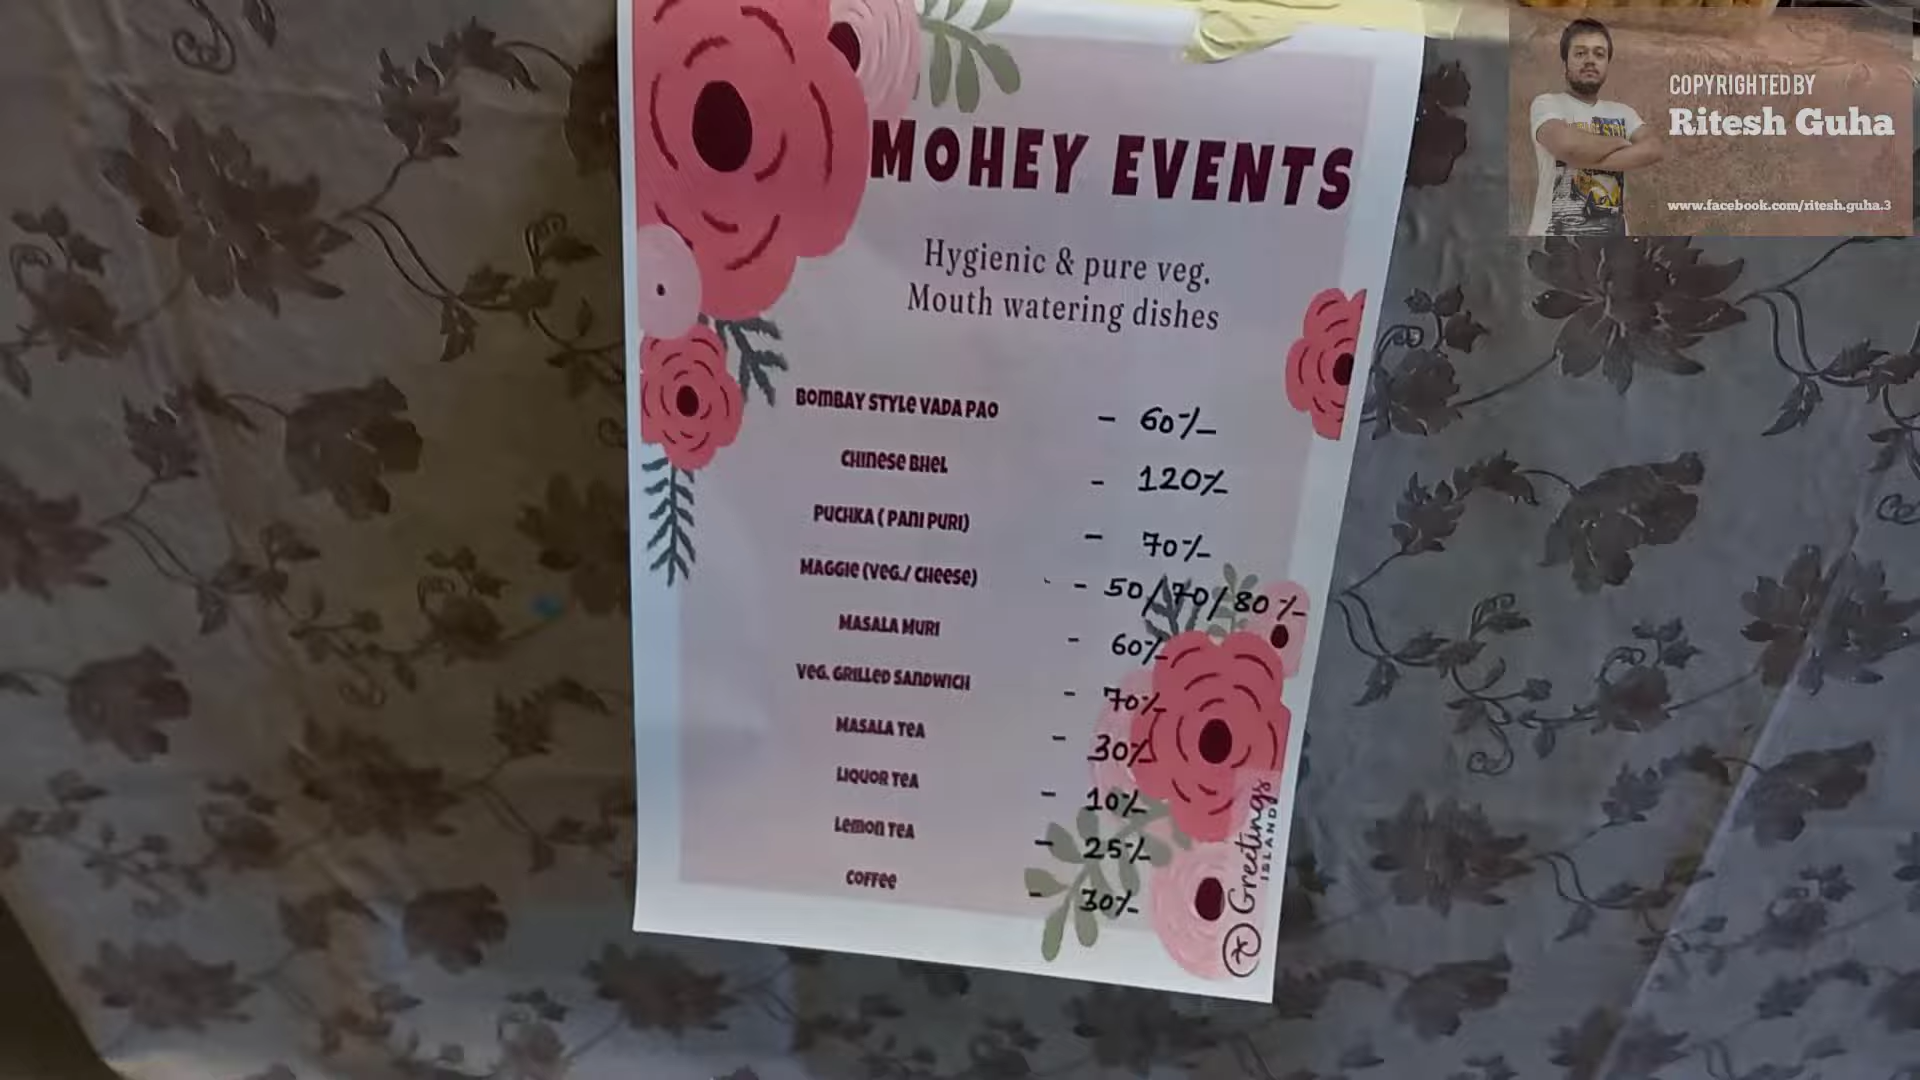 COPYRIGHTED BY
Ritesh Guha
www.facebook.com/ritesh.guha.3
MOHEY EVENTS
Hygienic & pure veg.
Mouth watering dishes
BOMBAY STYLE VADA PAO - 60/-
CHINESE BHEL - 120/-
PUCHKA ( PANI PURI) - 70/-
MAGGIE (VEG./ CHEESE) - 50/70/80/-
MASALA MURI - 60/-
VEG. GRILLED SANDWICH - 70/-
MASALA TEA - 30/-
LIQUOR TEA - 10/-
LEMON TEA - 25/-
COFFEE - 30/-
Greetings
ISLAND